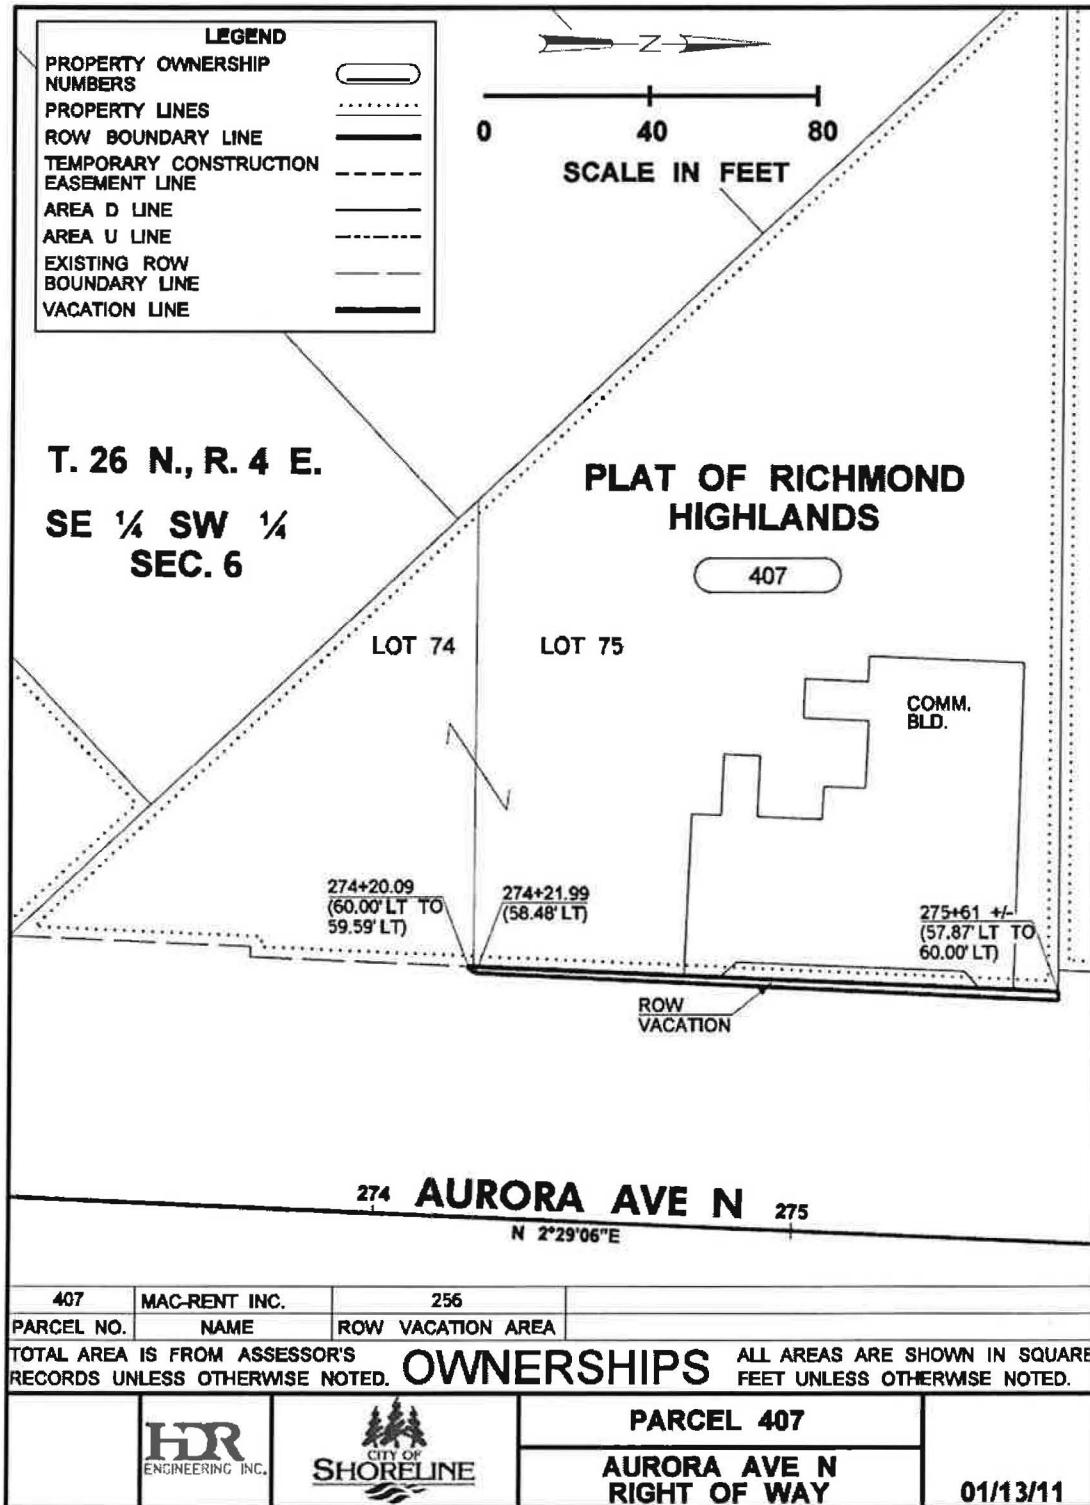 LEGEND
PROPERTY OWNERSHIP
NUMBERS
PROPERTY LINES
ROW BOUNDARY LINE
TEMPORARY CONSTRUCTION
EASEMENT LINE
AREA D LINE
AREA U LINE
EXISTING ROW
BOUNDARY LINE
VACATION LINE
N
0 40 80
SCALE IN FEET
T. 26 N., R. 4 E.
SE ¼ SW ¼
SEC. 6
PLAT OF RICHMOND
HIGHLANDS
407
LOT 74 LOT 75
COMM.
BLD.
274+20.09
(60.00' LT TO
59.59' LT)
274+21.99
(58.48' LT)
275+61 +/-
(57.87' LT TO
60.00' LT)
ROW
VACATION
274 AURORA AVE N 275
N 2°29'06"E
407 MAC-RENT INC. 256
PARCEL NO. NAME ROW VACATION AREA
TOTAL AREA IS FROM ASSESSOR'S
RECORDS UNLESS OTHERWISE NOTED.
OWNERSHIPS
ALL AREAS ARE SHOWN IN SQUARE
FEET UNLESS OTHERWISE NOTED.
HDR
ENGINEERING INC.
CITY OF
SHORELINE
PARCEL 407
AURORA AVE N
RIGHT OF WAY
01/13/11